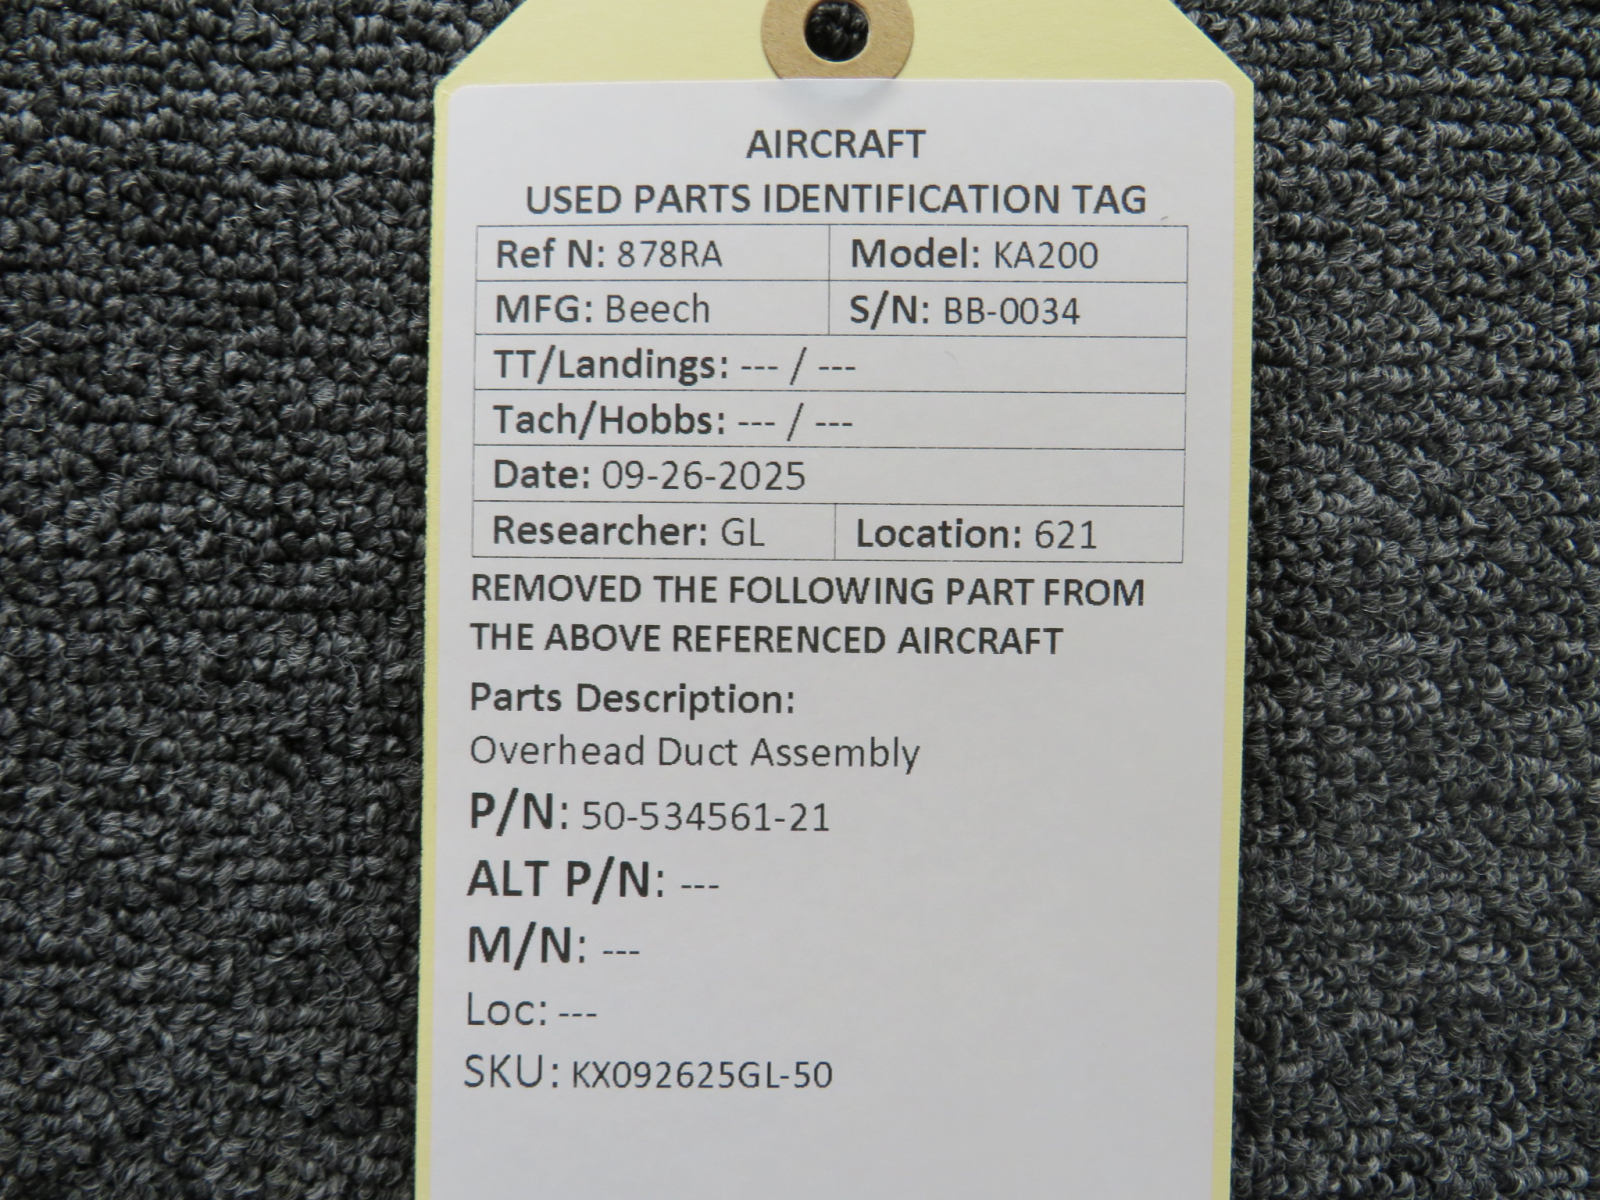 AIRCRAFT
USED PARTS IDENTIFICATION TAG
Ref N: 878RA Model: KA200
MFG: Beech S/N: BB-0034
TT/Landings: --- / ---
Tach/Hobbs: --- / ---
Date: 09-26-2025
Researcher: GL Location: 621
REMOVED THE FOLLOWING PART FROM
THE ABOVE REFERENCED AIRCRAFT
Parts Description:
Overhead Duct Assembly
P/N: 50-534561-21
ALT P/N: ---
M/N: ---
Loc: ---
SKU: KX092625GL-50